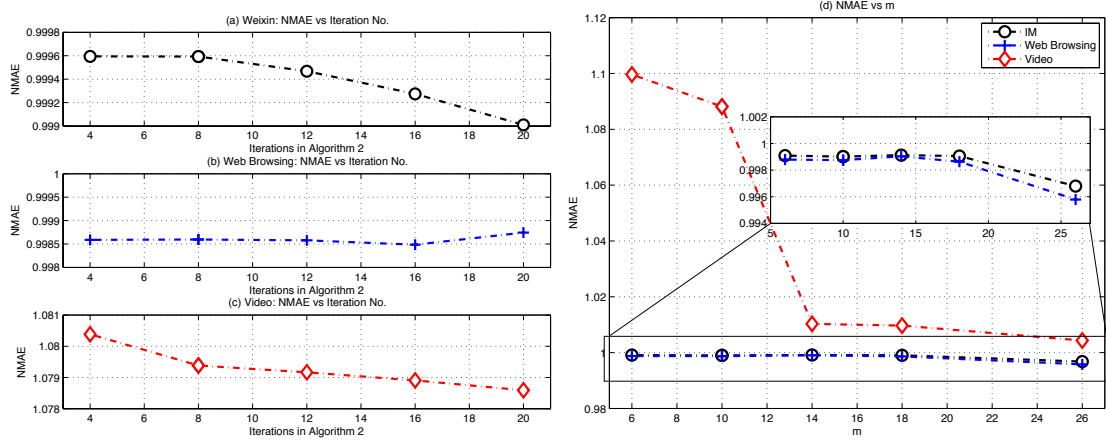 (a) Weixin: NMAE vs Iteration No.
0.9998
0.9996
0.9994
0.9992
0.999
NMAE
4 6 8 10 12 14 16 18 20
Iterations in Algorithm 2
(b) Web Browsing: NMAE vs Iteration No.
1
0.9995
0.999
0.9985
0.998
NMAE
4 6 8 10 12 14 16 18 20
Iterations in Algorithm 2
(c) Video: NMAE vs Iteration No.
1.081
1.08
1.079
1.078
NMAE
4 6 8 10 12 14 16 18 20
Iterations in Algorithm 2
(d) NMAE vs m
1.12
1.1
1.08
1.06
1.04
1.02
1
0.98
NMAE
6 8 10 12 14 16 18 20 22 24 26
m
IM
Web Browsing
Video
1.002
1
0.998
0.996
0.994
5 10 15 20 25